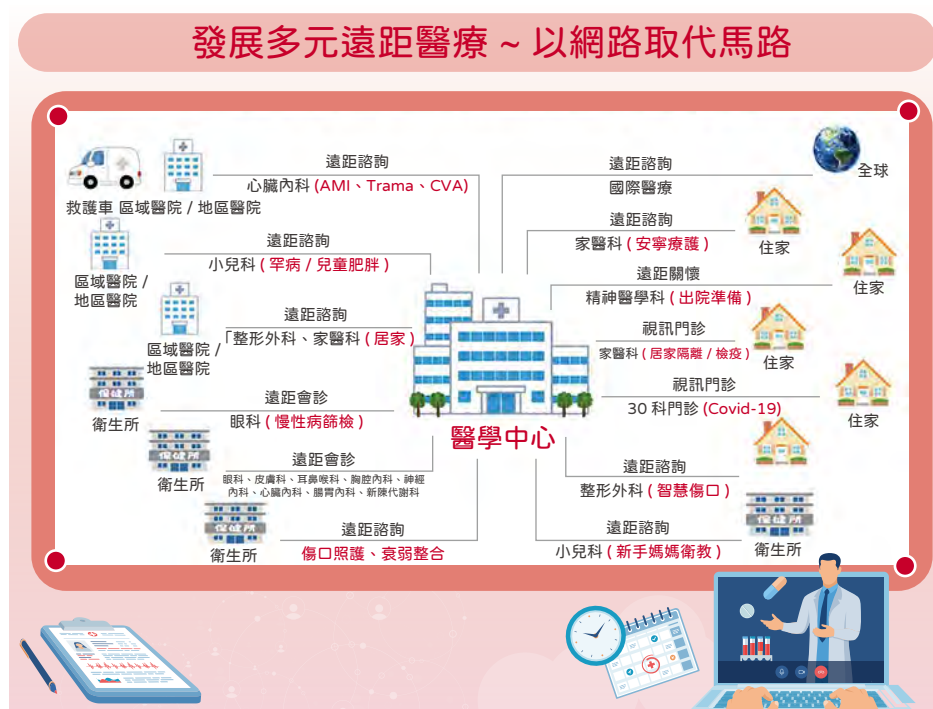 發展多元遠距醫療 ~ 以網路取代馬路
遠距諮詢
心臟內科 (AMI、Trama、CVA)
救護車 區域醫院 / 地區醫院
遠距諮詢
小兒科 ( 罕病 / 兒童肥胖 )
區域醫院 /
地區醫院
遠距諮詢
「整形外科、家醫科 ( 居家 )
區域醫院 /
地區醫院
遠距會診
眼科 ( 慢性病篩檢 )
保健所
衛生所
遠距會診
眼科、皮膚科、耳鼻喉科、胸腔內科、神經
內科、心臟內科、腸胃內科、新陳代謝科
保健所
衛生所
遠距諮詢
傷口照護、衰弱整合
保健所
衛生所
醫學中心
遠距諮詢
國際醫療
全球
遠距諮詢
家醫科 ( 安寧療護 )
住家
遠距關懷
精神醫學科 ( 出院準備 )
住家
視訊門診
家醫科 ( 居家隔離 / 檢疫 )
住家
視訊門診
30 科門診 (Covid-19)
住家
遠距諮詢
整形外科 ( 智慧傷口 )
遠距諮詢
小兒科 ( 新手媽媽衛教 )
保健所
衛生所